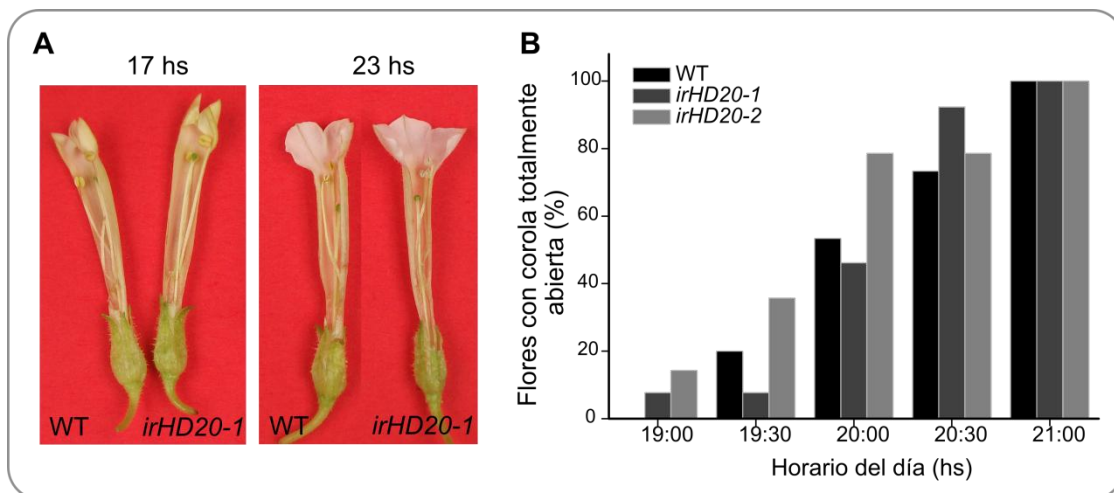 A
17 hs
23 hs
WT
irHD20-1
WT
irHD20-1
B
WT
irHD20-1
irHD20-2
Flores con corola totalmente
abierta (%)
100
80
60
40
20
0
19:00
19:30
20:00
20:30
21:00
Horario del día (hs)